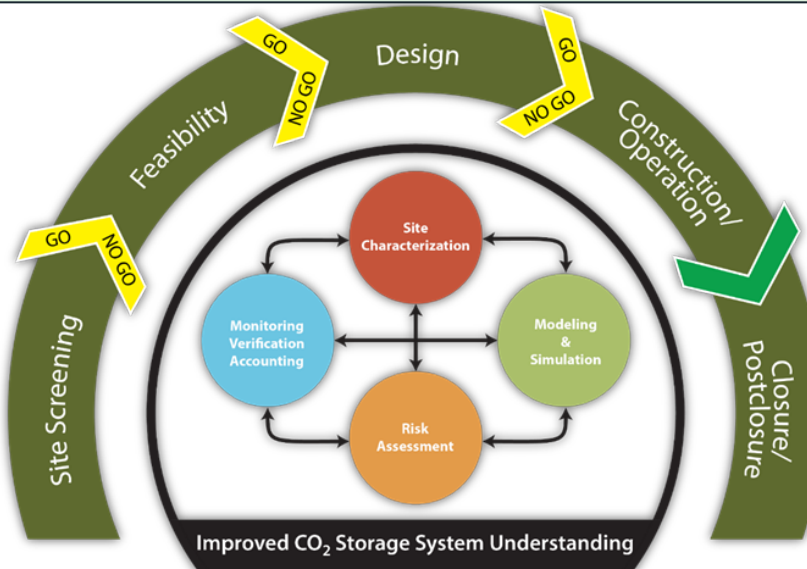 Site Screening
GO
NO GO
Feasibility
GO
NO GO
Design
GO
NO GO
Construction/
Operation
Closure/
Postclosure
Site
Characterization
Monitoring
Verification
Accounting
Modeling
&
Simulation
Risk
Assessment
Improved CO₂ Storage System Understanding